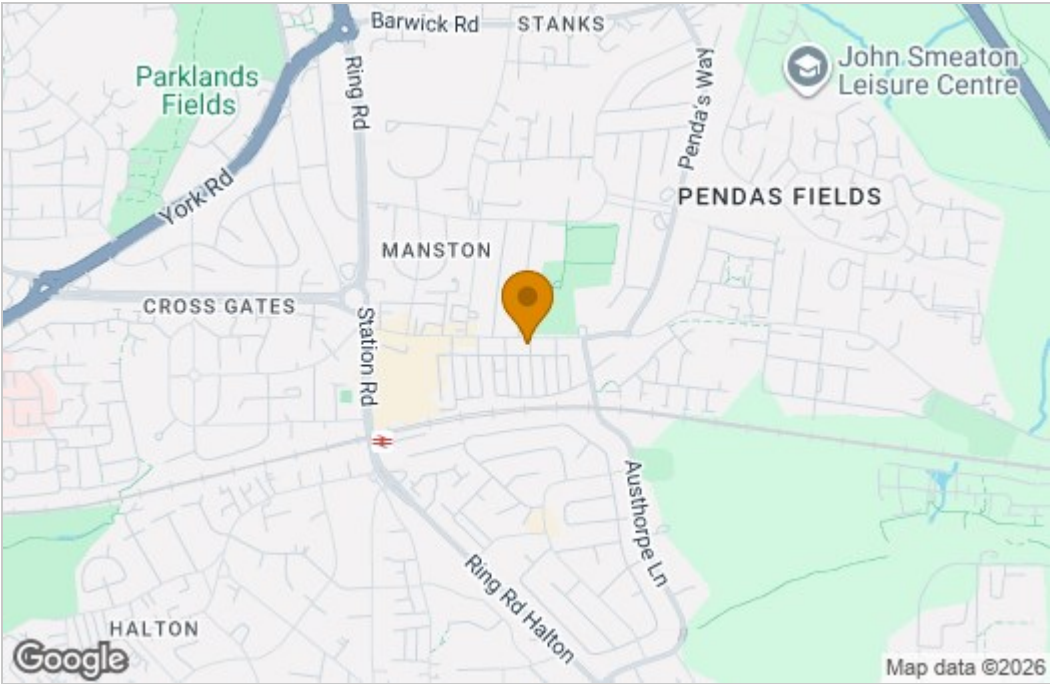 Barwick Rd
STANKS
Parklands
Fields
Ring Rd
Penda's Way
John Smeaton
Leisure Centre
York Rd
PENDAS FIELDS
MANSTON
CROSS GATES
Station Rd
Austhorpe Ln
Ring Rd Halton
HALTON
Google
Map data ©2026